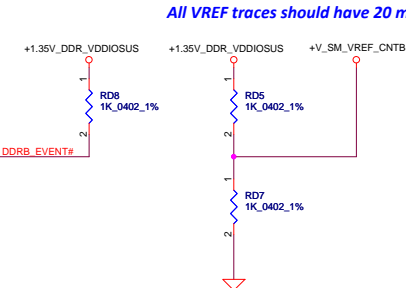 All VREF traces should have 20 m
+1.35V_DDR_VDDIOSUS
+1.35V_DDR_VDDIOSUS
+V_SM_VREF_CNTB
1
RD8
1K_0402_1%
2
1
RD5
1K_0402_1%
2
DDRB_EVENT#
1
RD7
1K_0402_1%
2